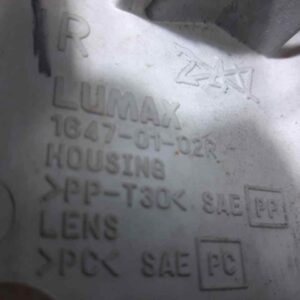 R
LUMAX
1647-01-02R
HOUSING
>PP-T30< SAE PP
LENS
>PC< SAE PC